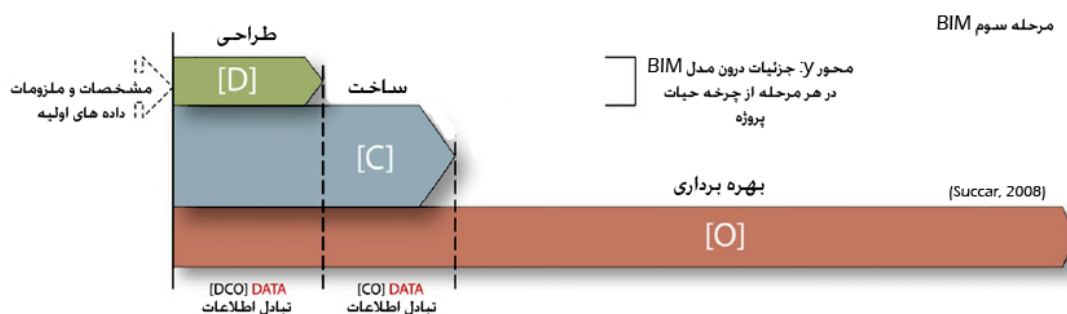 مرحله سوم BIM
طراحی
[D]
مشخصات و ملزومات
داده های اولیه
ساخت
[C]
محور y: جزئیات درون مدل BIM
در هر مرحله از چرخه حیات
پروژه
بهره برداری
(Succar, 2008)
[O]
[DCO] DATA
تبادل اطلاعات
[CO] DATA
تبادل اطلاعات